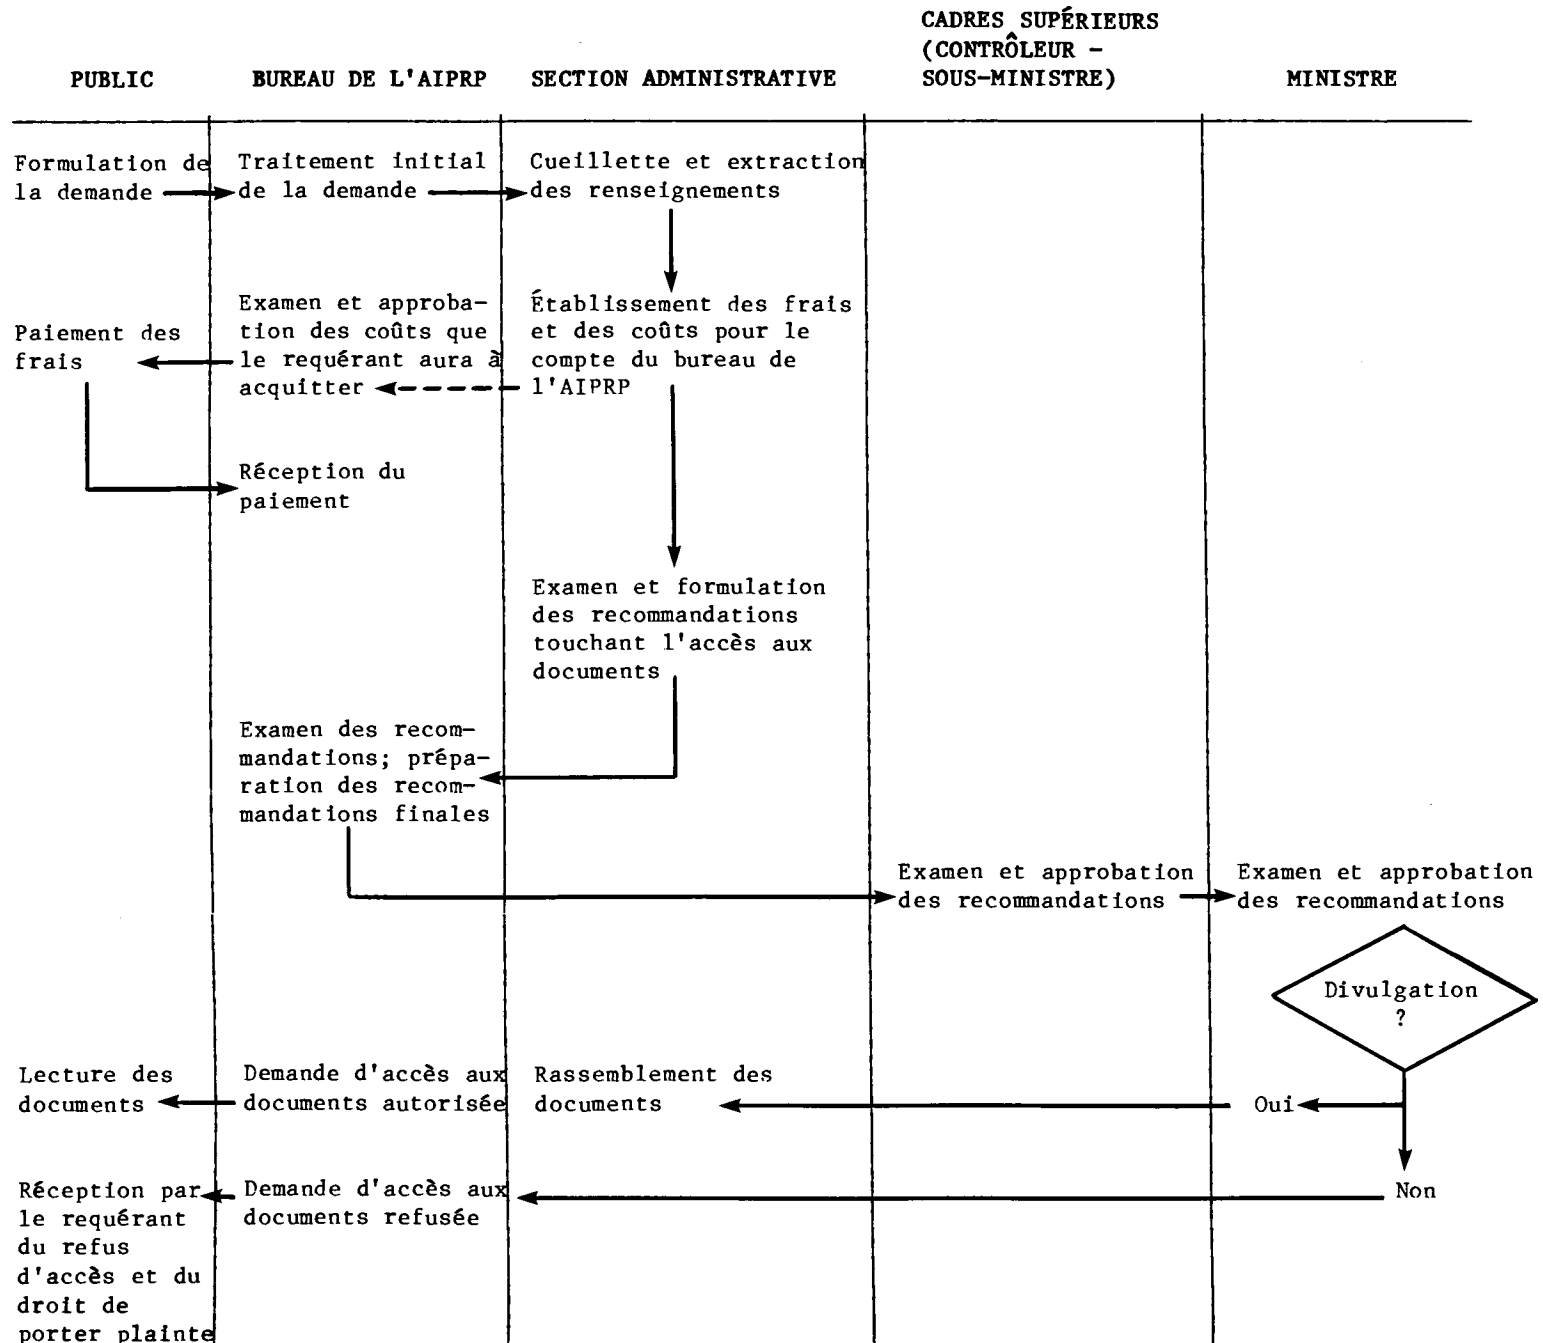 CADRES SUPÉRIEURS
(CONTRÔLEUR -
SOUS-MINISTRE)
PUBLIC
BUREAU DE L'AIPRP
SECTION ADMINISTRATIVE
MINISTRE
Formulation de
la demande
Traitement initial
de la demande
Cueillette et extraction
des renseignements
Établissement des frais
et des coûts pour le
compte du bureau de
l'AIPRP
Examen et approba-
tion des coûts que
le requérant aura à
acquitter
Paiement des
frais
Réception du
paiement
Examen et formulation
des recommandations
touchant l'accès aux
documents
Examen des recom-
mandations; prépa-
ration des recom-
mandations finales
Examen et approbation
des recommandations
Examen et approbation
des recommandations
Divulgation
?
Oui
Rassemblement des
documents
Demande d'accès aux
documents autorisée
Lecture des
documents
Non
Demande d'accès aux
documents refusée
Réception par
le requérant
du refus
d'accès et du
droit de
porter plainte